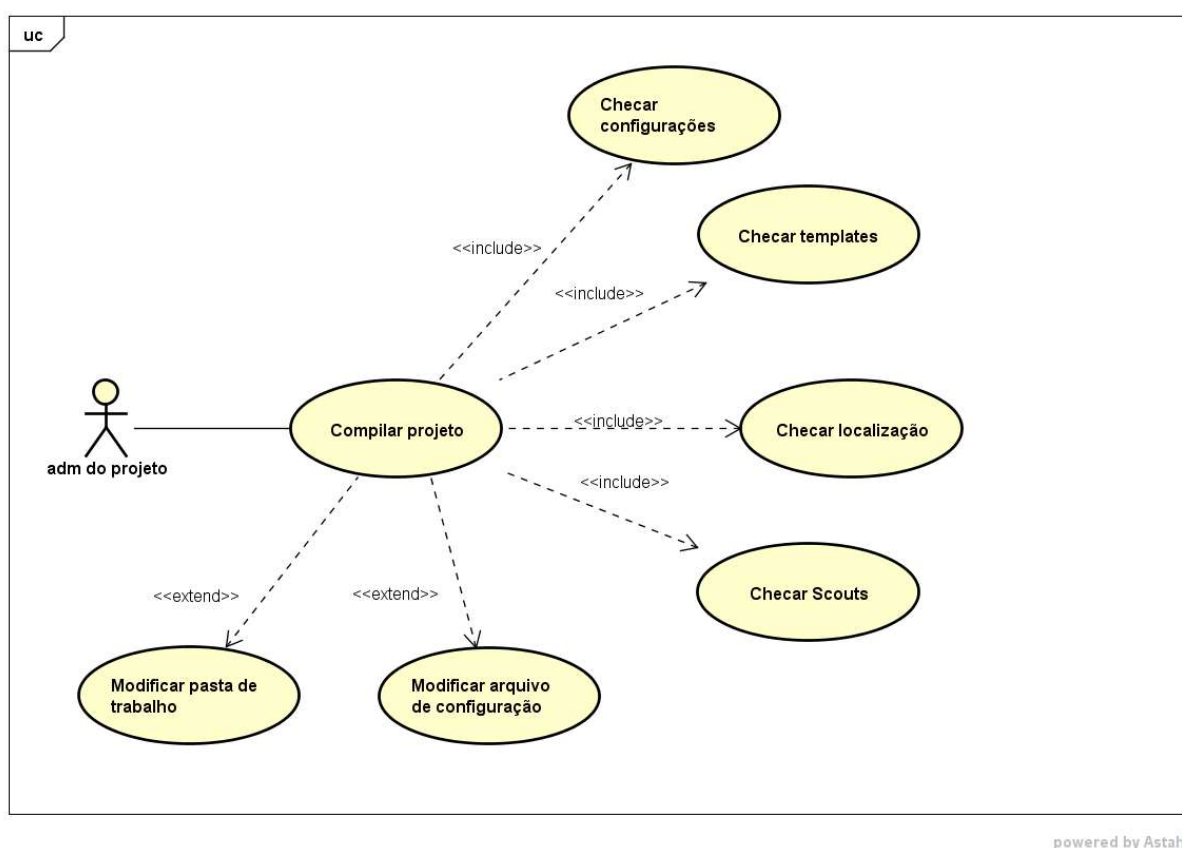 uc
Checar
configurações
Checar templates
<<include>>
<<include>>
<<include>>
Checar localização
Compilar projeto
adm do projeto
<<include>>
Checar Scouts
<<extend>>
<<extend>>
Modificar pasta de
trabalho
Modificar arquivo
de configuração
powered by Astah